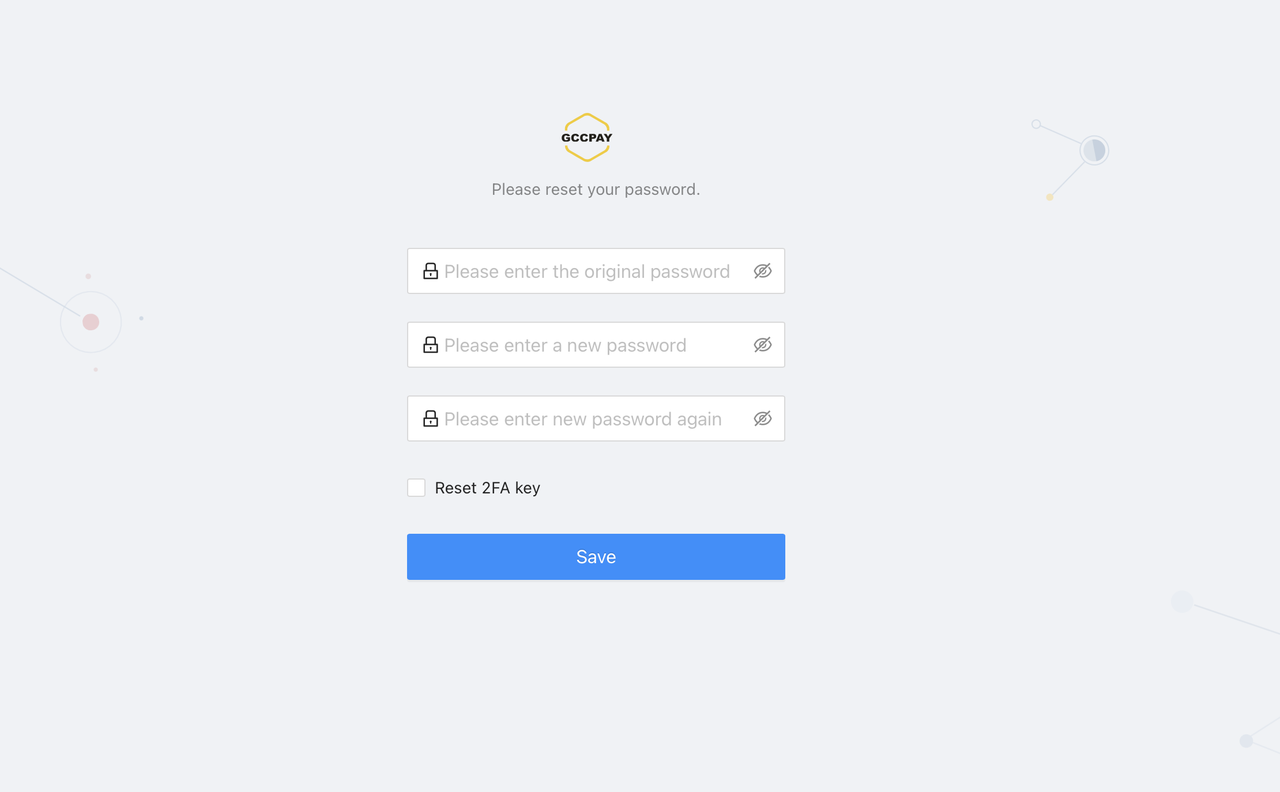 GCCPAY
Please reset your password.
Please enter the original password
Please enter a new password
Please enter new password again
Reset 2FA key
Save